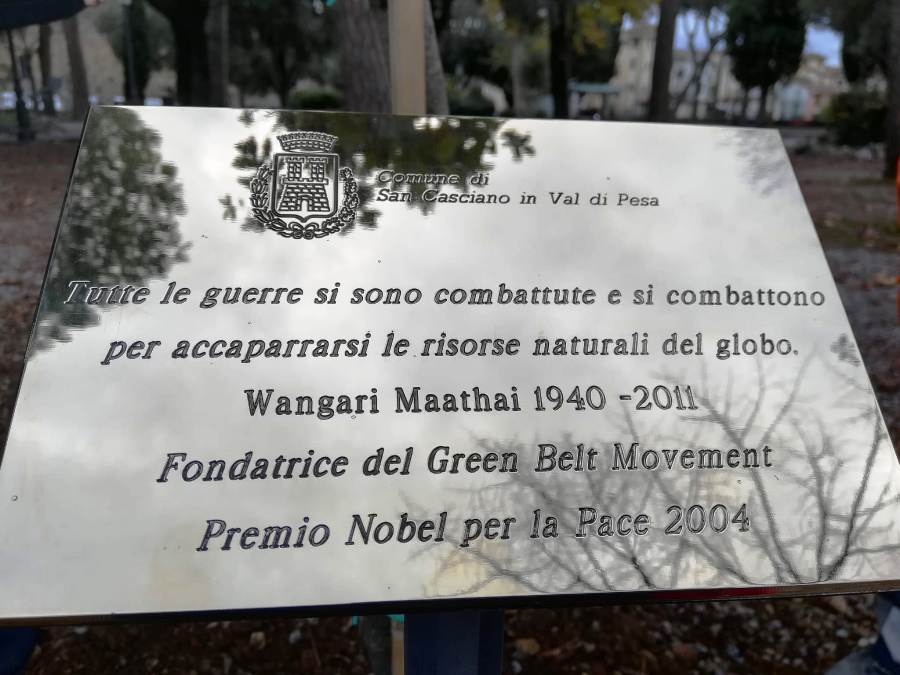 Comune di
San Casciano in Val di Pesa
Tutte le guerre si sono combattute e si combattono
per accaparrarsi le risorse naturali del globo.
Wangari Maathai 1940 -2011
Fondatrice del Green Belt Movement
Premio Nobel per la Pace 2004